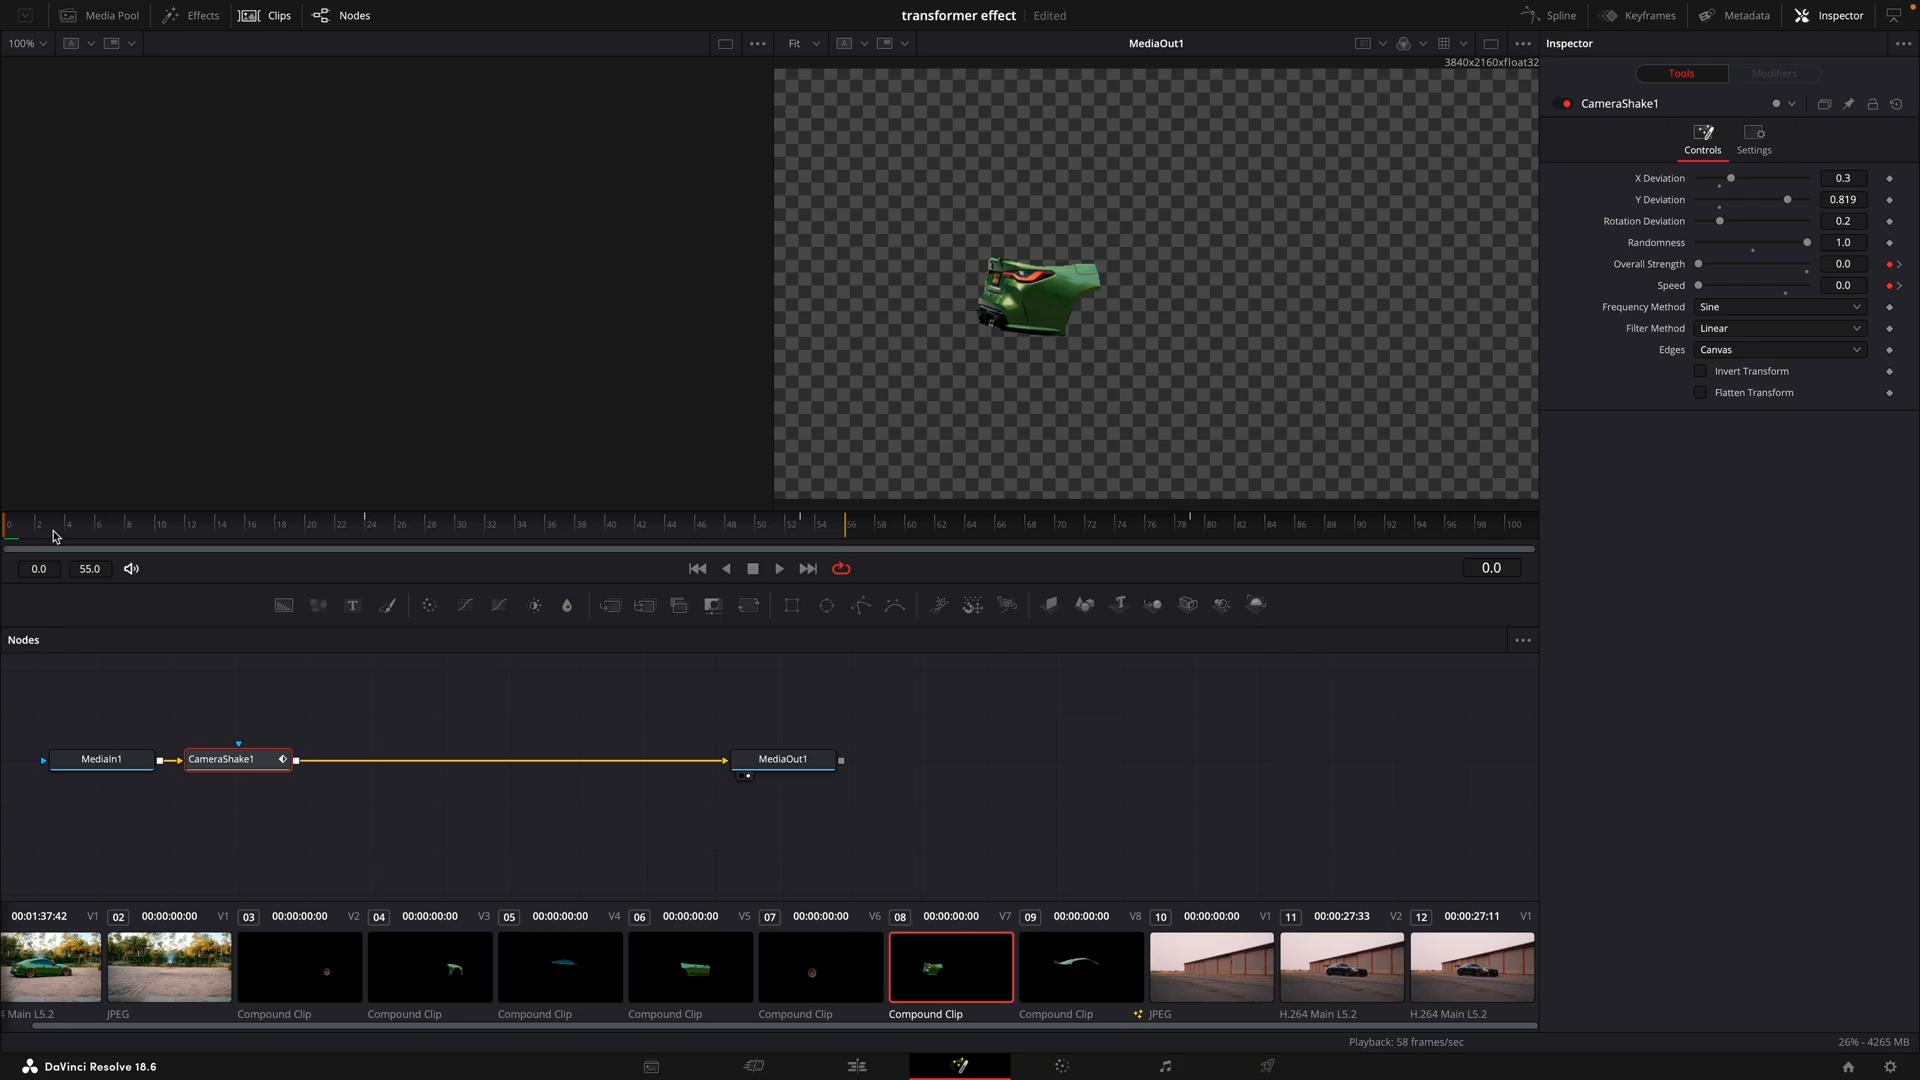 Media Pool Effects Clips Nodes transformer effect Edited Spline Keyframes Metadata Inspector
100% Fit MediaOut1 Inspector
3840x2160xfloat32
Tools Modifiers
CameraShake1
Controls Settings
X Deviation 0.3
Y Deviation 0.819
Rotation Deviation 0.2
Randomness 1.0
Overall Strength 0.0
Speed 0.0
Frequency Method Sine
Filter Method Linear
Edges Canvas
Invert Transform
Flatten Transform
0 2 4 6 8 10 12 14 16 18 20 22 24 26 28 30 32 34 36 38 40 42 44 46 48 50 52 54 56 58 60 62 64 66 68 70 72 74 76 78 80 82 84 86 88 90 92 94 96 98 100
0.0 55.0 0.0
Nodes
MediaIn1 CameraShake1 MediaOut1
00:01:37:42 V1 02 00:00:00:00 V1 03 00:00:00:00 V2 04 00:00:00:00 V3 05 00:00:00:00 V4 06 00:00:00:00 V5 07 00:00:00:00 V6 08 00:00:00:00 V7 09 00:00:00:00 V8 10 00:00:00:00 V1 11 00:00:27:33 V2 12 00:00:27:11 V1
4 Main L5.2 JPEG Compound Clip Compound Clip Compound Clip Compound Clip Compound Clip Compound Clip Compound Clip JPEG H.264 Main L5.2 H.264 Main L5.2
Playback: 58 frames/sec 26% - 4265 MB
DaVinci Resolve 18.6